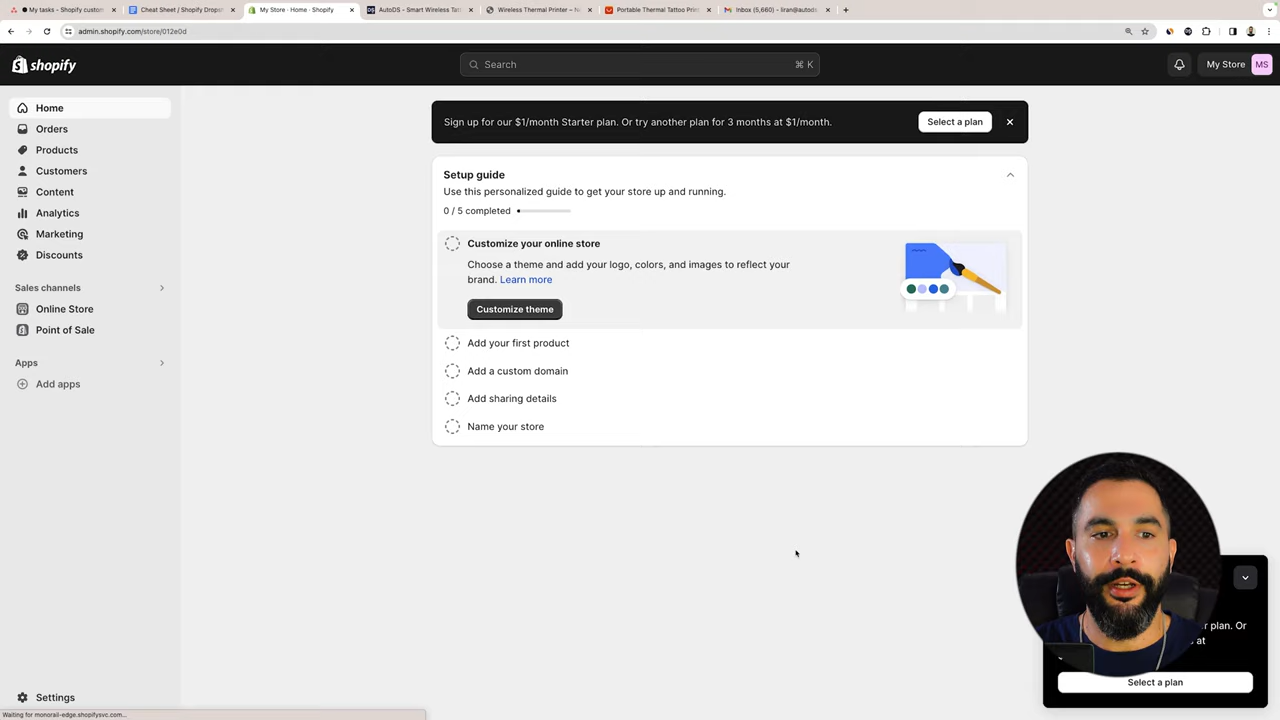 My tasks - Shopify custom
Cheat Sheet / Shopify Dropsh
My Store · Home · Shopify
AutoDS - Smart Wireless Tat
Wireless Thermal Printer – N
Portable Thermal Tattoo Prin
Inbox (5,660) - liran@autods
admin.shopify.com/store/012e0d
shopify
Search
⌘ K
My Store
MS
Home
Orders
Products
Customers
Content
Analytics
Marketing
Discounts
Sales channels
Online Store
Point of Sale
Apps
Add apps
Settings
Sign up for our $1/month Starter plan. Or try another plan for 3 months at $1/month.
Select a plan
Setup guide
Use this personalized guide to get your store up and running.
0 / 5 completed
Customize your online store
Choose a theme and add your logo, colors, and images to reflect your
brand. Learn more
Customize theme
Add your first product
Add a custom domain
Add sharing details
Name your store
plan. Or
at
Select a plan
Waiting for monorail-edge.shopifysvc.com...